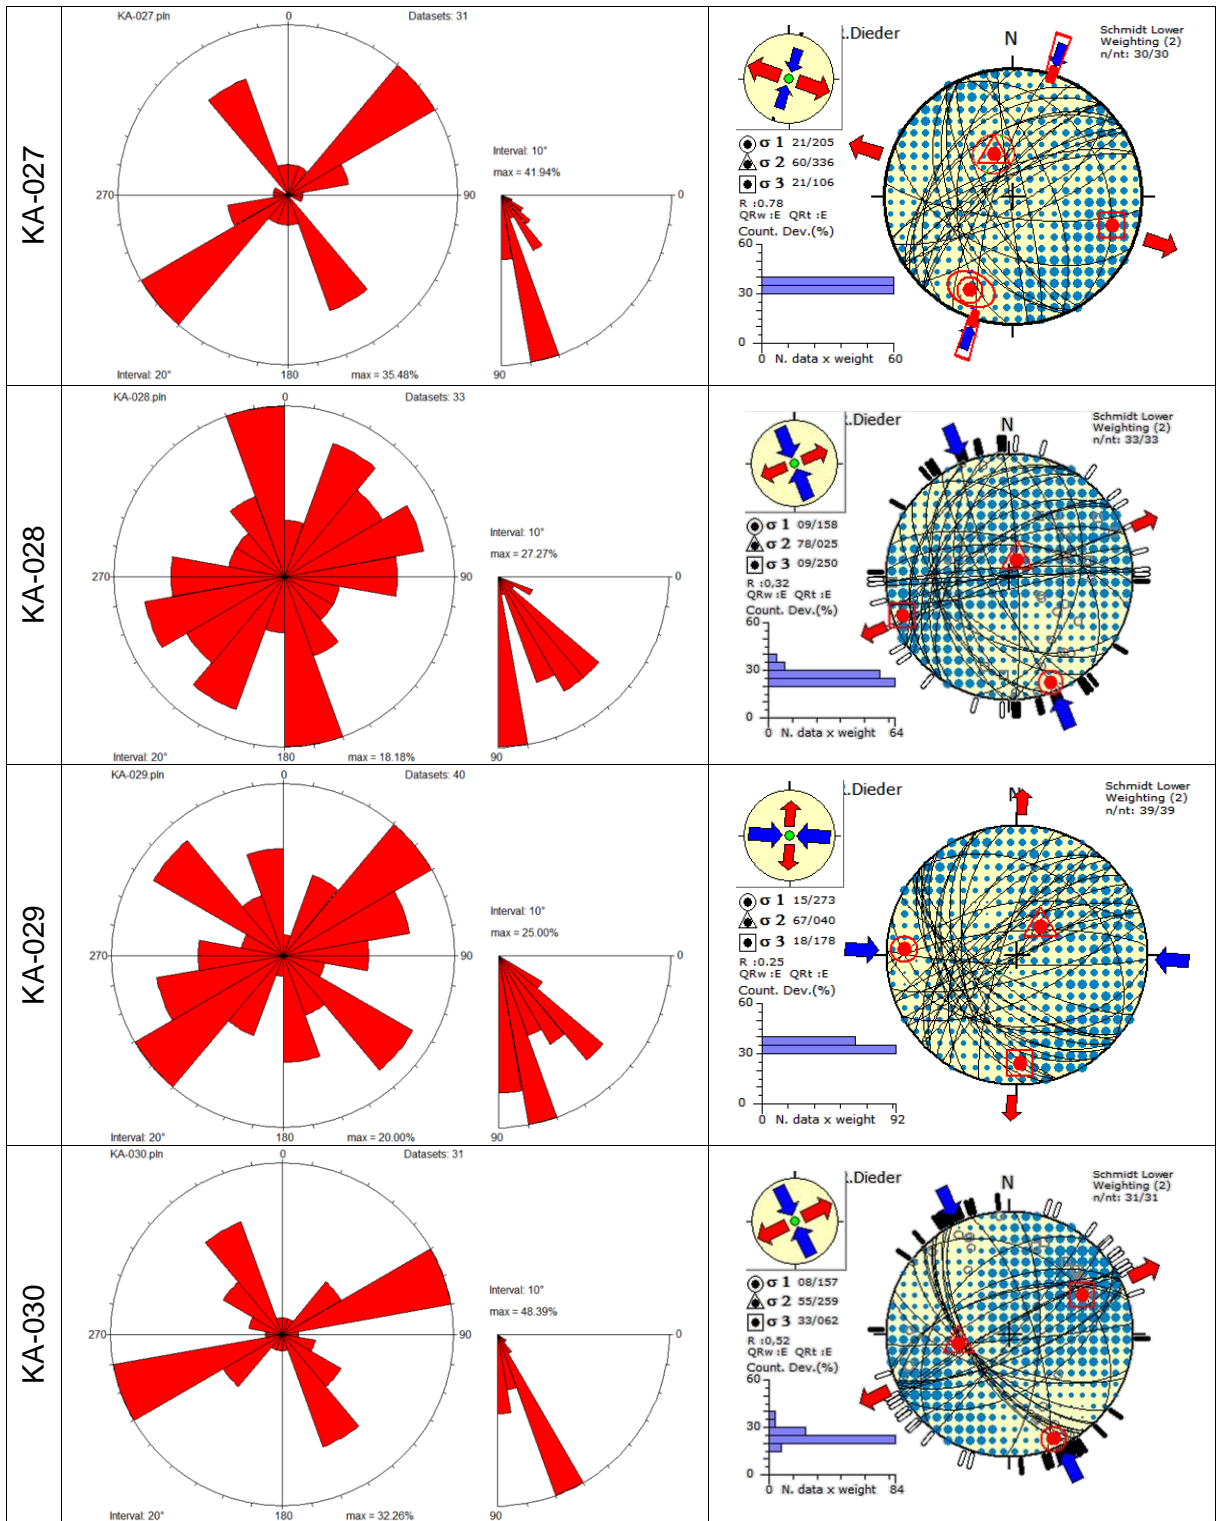 KA-027
KA-027.pln
0
Datasets: 31
270
90
Interval: 20°
180
max = 35.48%
Interval: 10°
max = 41.94%
0
90
R.Dieder
N
Schmidt Lower
Weighting (2)
n/nt: 30/30
σ 1 21/205
σ 2 60/336
σ 3 21/106
R :0.78
QRw :E QRt :E
Count. Dev.(%)
60
30
0
0 N. data x weight 60
KA-028
KA-028.pln
0
Datasets: 33
270
90
Interval: 20°
180
max = 18.18%
Interval: 10°
max = 27.27%
0
90
R.Dieder
N
Schmidt Lower
Weighting (2)
n/nt: 33/33
σ 1 09/158
σ 2 78/025
σ 3 09/250
R :0,32
QRw :E QRt :E
Count. Dev.(%)
60
30
0
0 N. data x weight 64
KA-029
KA-029.pln
0
Datasets: 40
270
90
Interval: 20°
180
max = 20.00%
Interval: 10°
max = 25.00%
0
90
R.Dieder
N
Schmidt Lower
Weighting (2)
n/nt: 39/39
σ 1 15/273
σ 2 67/040
σ 3 18/178
R :0.25
QRw :E QRt :E
Count. Dev.(%)
60
30
0
0 N. data x weight 92
KA-030
KA-030.pln
0
Datasets: 31
270
90
Interval: 20°
180
max = 32.26%
Interval: 10°
max = 48.39%
0
90
R.Dieder
N
Schmidt Lower
Weighting (2)
n/nt: 31/31
σ 1 08/157
σ 2 55/259
σ 3 33/062
R :0,52
QRw :E QRt :E
Count. Dev.(%)
60
30
0
0 N. data x weight 84